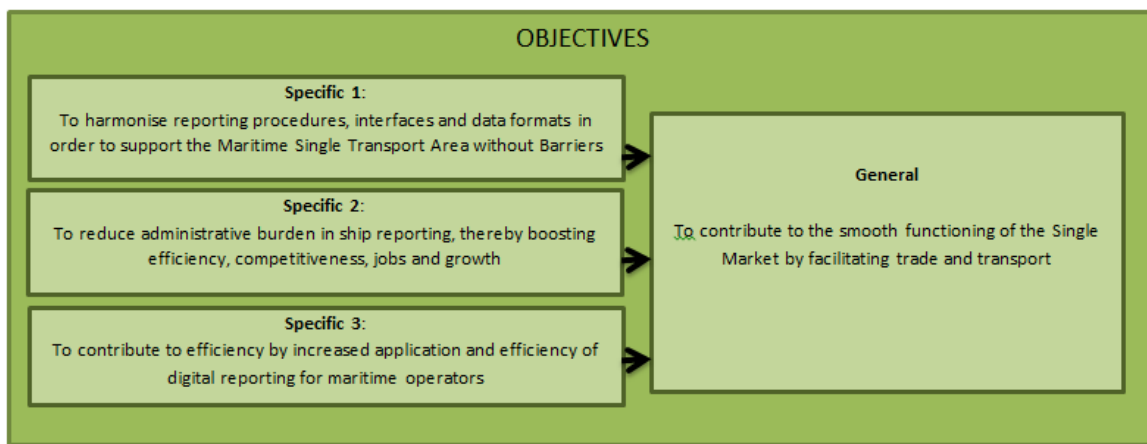 OBJECTIVES
Specific 1:
To harmonise reporting procedures, interfaces and data formats in
order to support the Maritime Single Transport Area without Barriers
Specific 2:
To reduce administrative burden in ship reporting, thereby boosting
efficiency, competitiveness, jobs and growth
Specific 3:
To contribute to efficiency by increased application and efficiency of
digital reporting for maritime operators
General
To contribute to the smooth functioning of the Single
Market by facilitating trade and transport